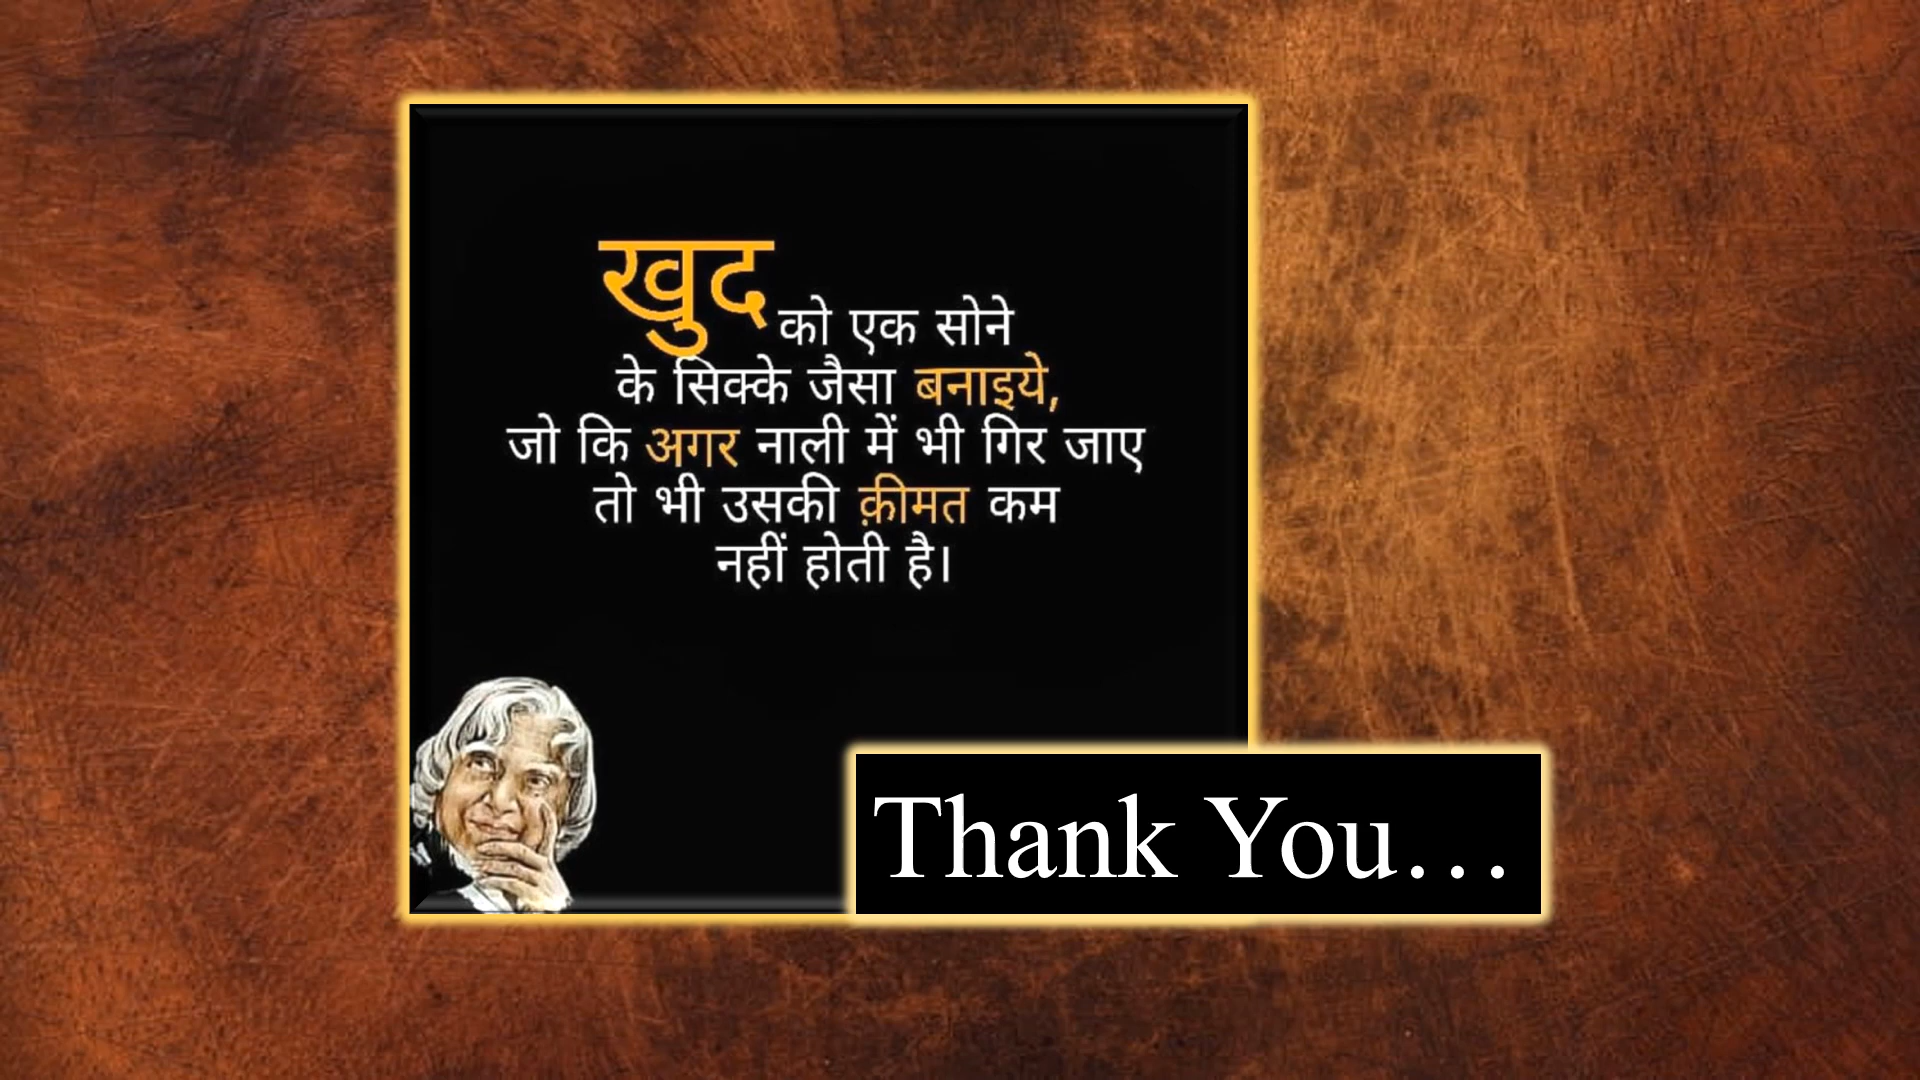 खुद को एक सोने
के सिक्के जैसा बनाइये,
जो कि अगर नाली में भी गिर जाए
तो भी उसकी क़ीमत कम
नहीं होती है।
Thank You…